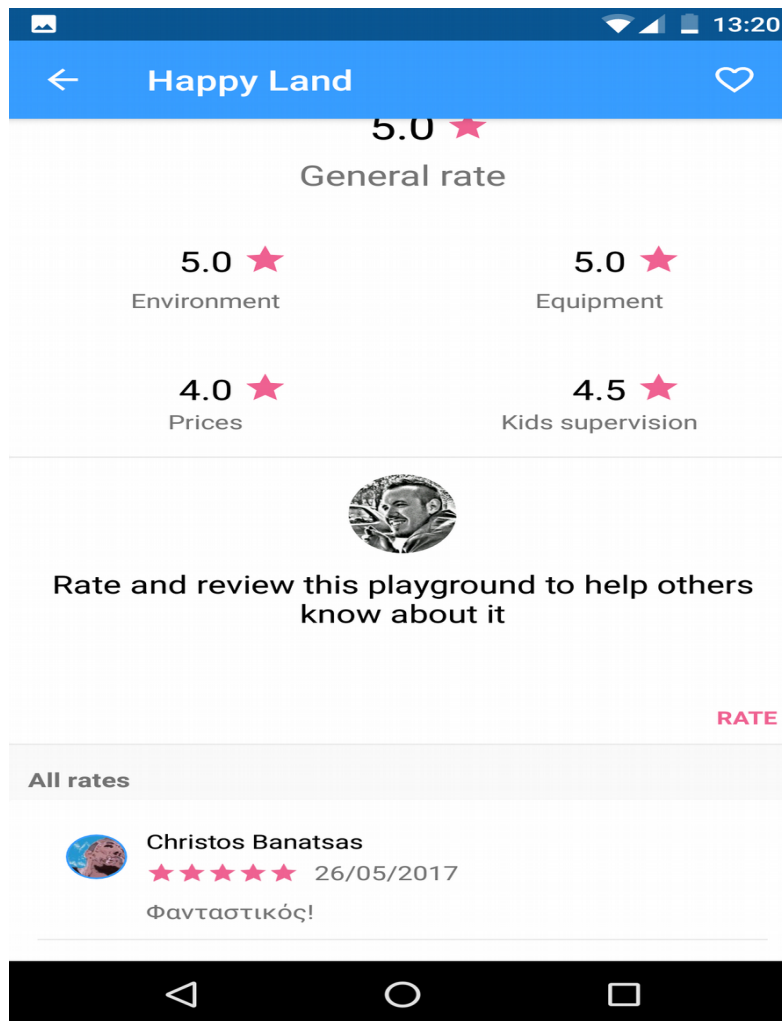 13:20
Happy Land
5.0
General rate
5.0
5.0
Environment
Equipment
4.0
4.5
Prices
Kids supervision
Rate and review this playground to help others
know about it
RATE
All rates
Christos Banatsas
26/05/2017
Φανταστικός!